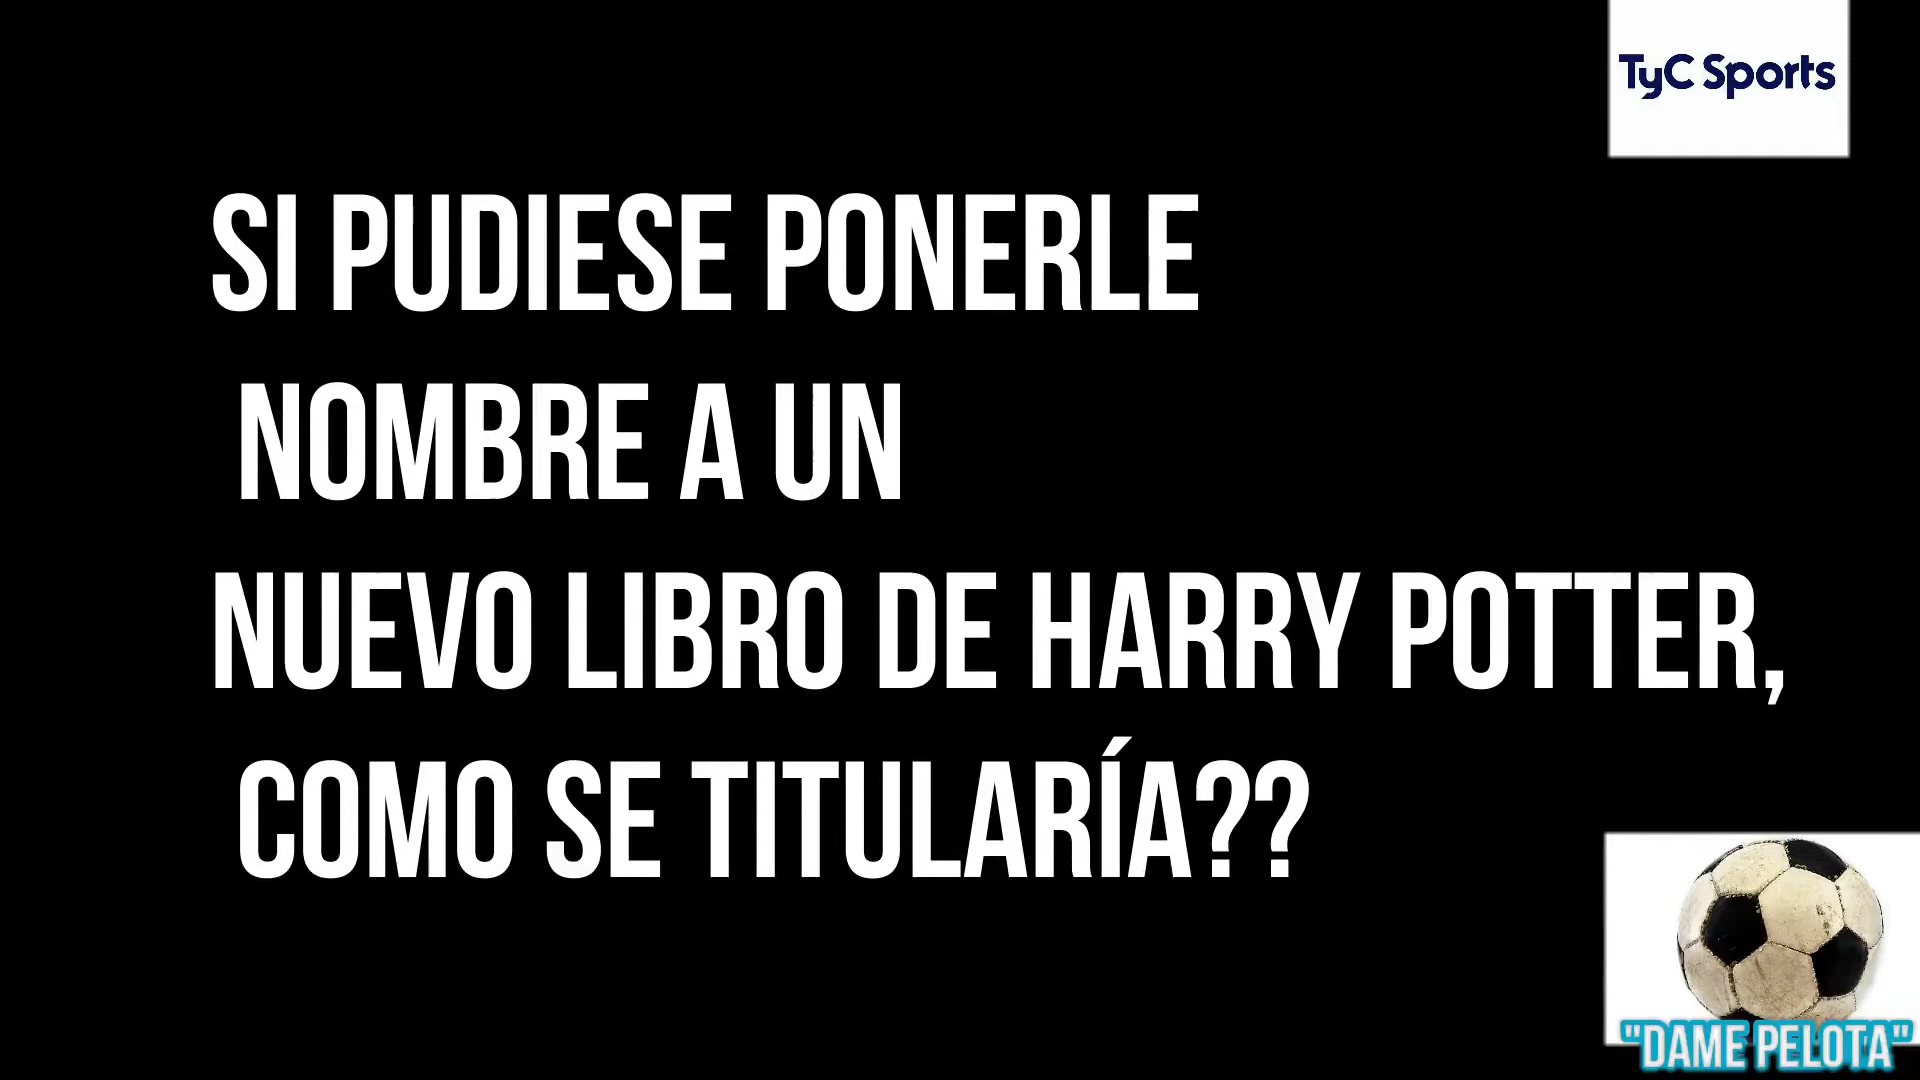 TyC Sports
SI PUDIESE PONERLE
NOMBRE A UN
NUEVO LIBRO DE HARRY POTTER,
COMO SE TITULARÍA??
"DAME PELOTA"